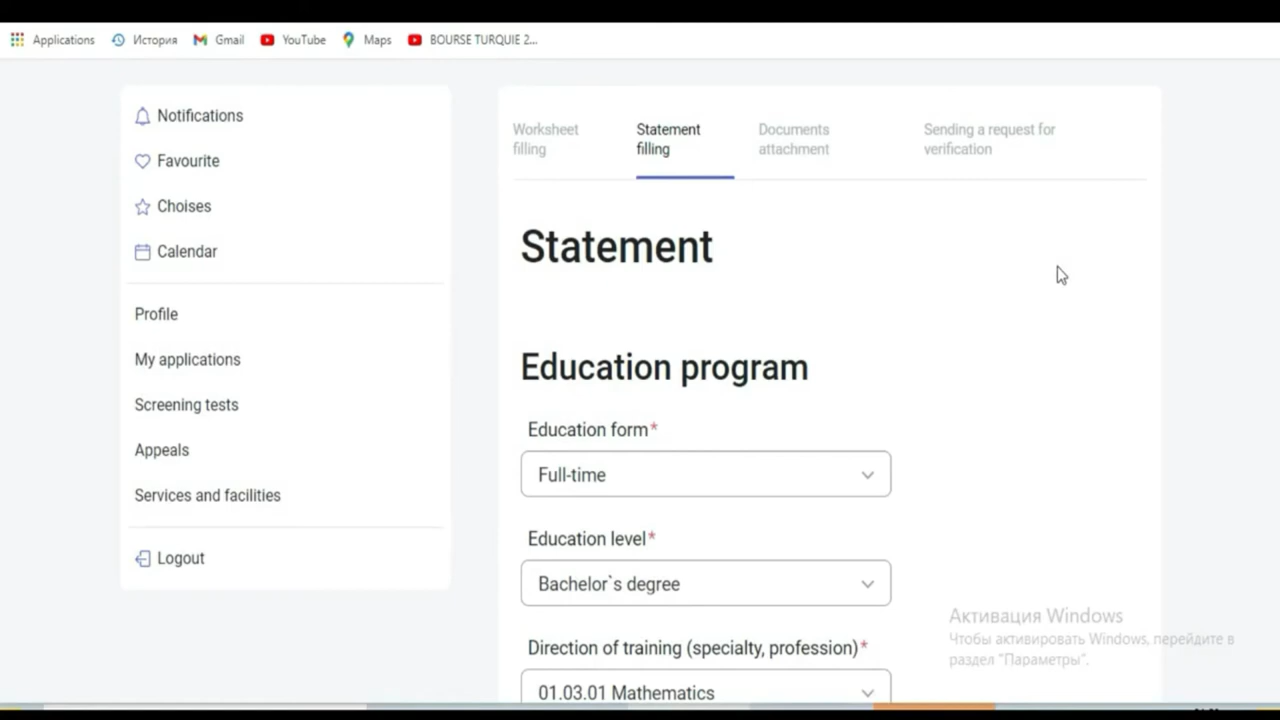 Applications История Gmail YouTube Maps BOURSE TURQUIE 2...
Notifications
Favourite
Choises
Calendar
Profile
My applications
Screening tests
Appeals
Services and facilities
Logout
Worksheet
filling
Statement
filling
Documents
attachment
Sending a request for
verification
Statement
Education program
Education form*
Full-time
Education level*
Bachelor`s degree
Direction of training (specialty, profession)*
01.03.01 Mathematics
Активация Windows
Чтобы активировать Windows, перейдите в
раздел "Параметры".